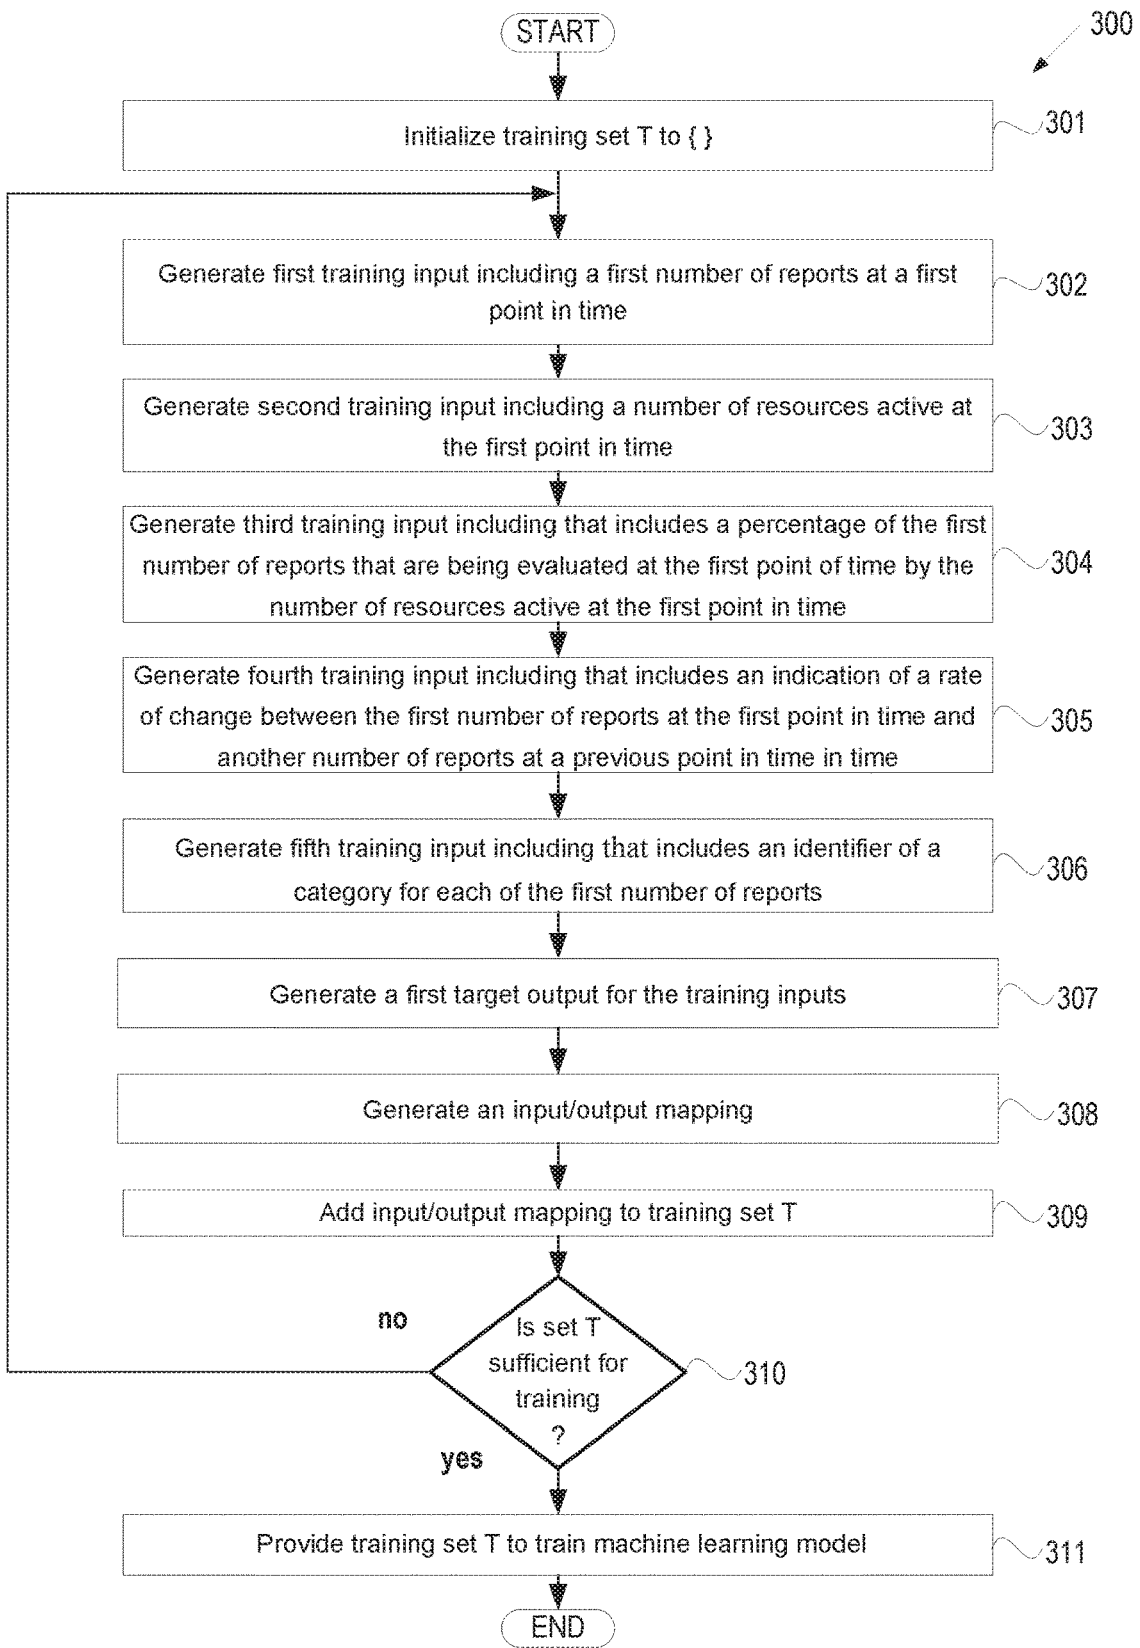 START
300
Initialize training set T to { }
301
Generate first training input including a first number of reports at a first
point in time
302
Generate second training input including a number of resources active at
the first point in time
303
Generate third training input including that includes a percentage of the first
number of reports that are being evaluated at the first point of time by the
number of resources active at the first point in time
304
Generate fourth training input including that includes an indication of a rate
of change between the first number of reports at the first point in time and
another number of reports at a previous point in time in time
305
Generate fifth training input including that includes an identifier of a
category for each of the first number of reports
306
Generate a first target output for the training inputs
307
Generate an input/output mapping
308
Add input/output mapping to training set T
309
no
Is set T
sufficient for
training
?
310
yes
Provide training set T to train machine learning model
311
END